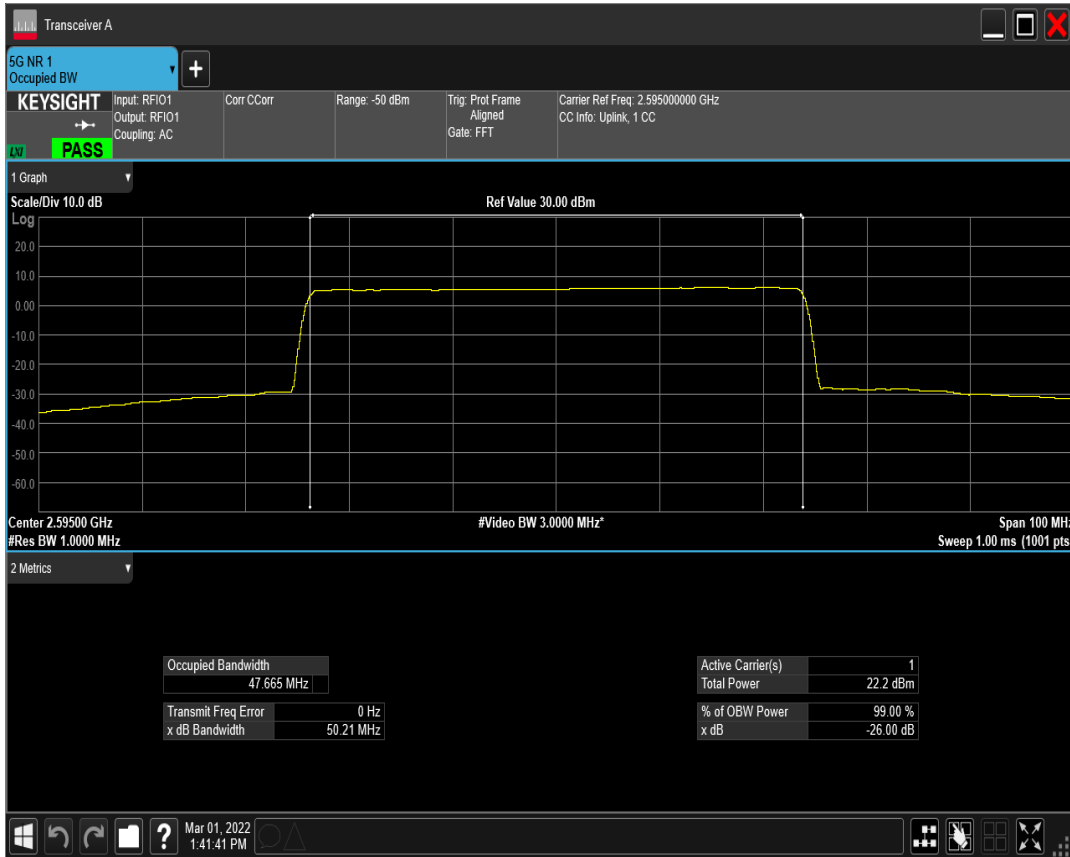 Transceiver A
5G NR 1
Occupied BW
+
KEYSIGHT
LXI
PASS
Input: RFIO1
Output: RFIO1
Coupling: AC
Corr CCorr
Range: -50 dBm
Trig: Prot Frame
Aligned
Gate: FFT
Carrier Ref Freq: 2.595000000 GHz
CC Info: Uplink, 1 CC
1 Graph
Scale/Div 10.0 dB
Ref Value 30.00 dBm
Log
20.0
10.0
0.00
-10.0
-20.0
-30.0
-40.0
-50.0
-60.0
Center 2.59500 GHz
#Video BW 3.0000 MHz*
Span 100 MHz
#Res BW 1.0000 MHz
Sweep 1.00 ms (1001 pts
2 Metrics
Occupied Bandwidth
47.665 MHz
Transmit Freq Error 0 Hz
x dB Bandwidth 50.21 MHz
Active Carrier(s) 1
Total Power 22.2 dBm
% of OBW Power 99.00 %
x dB -26.00 dB
?
Mar 01, 2022
1:41:41 PM